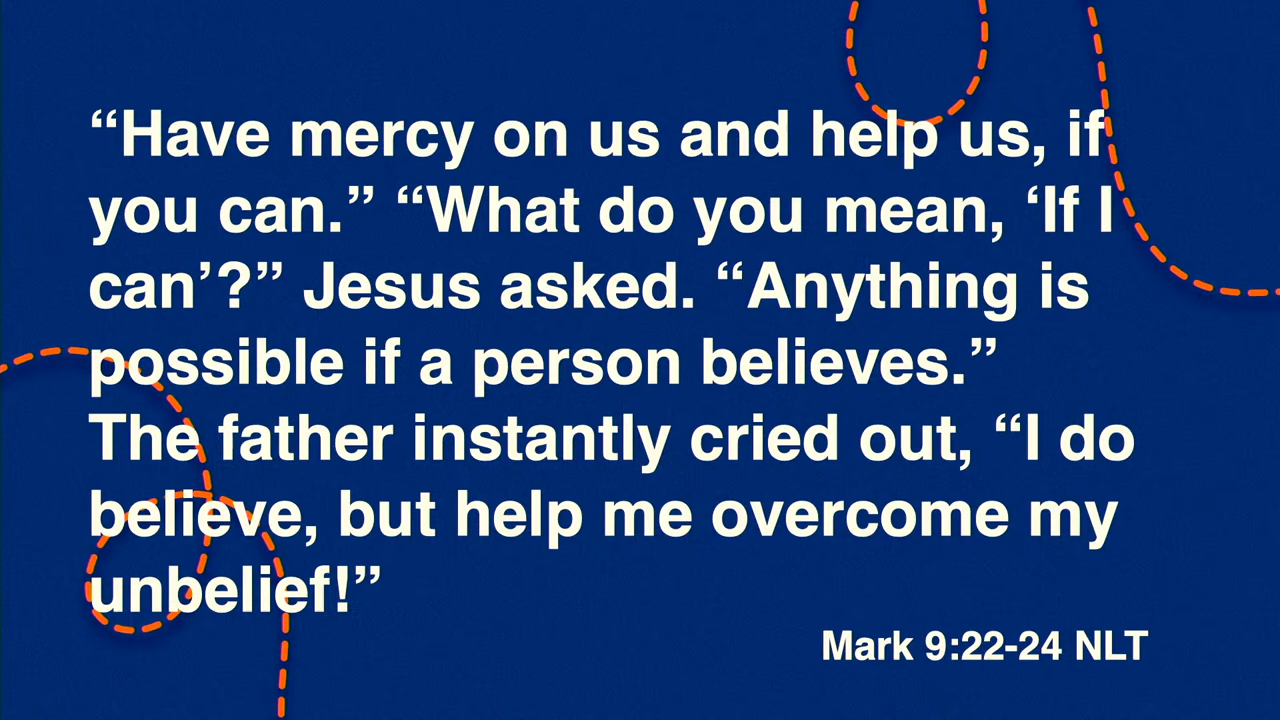 “Have mercy on us and help us, if
you can.” “What do you mean, ‘If I
can’?” Jesus asked. “Anything is
possible if a person believes.”
The father instantly cried out, “I do
believe, but help me overcome my
unbelief!”
Mark 9:22-24 NLT